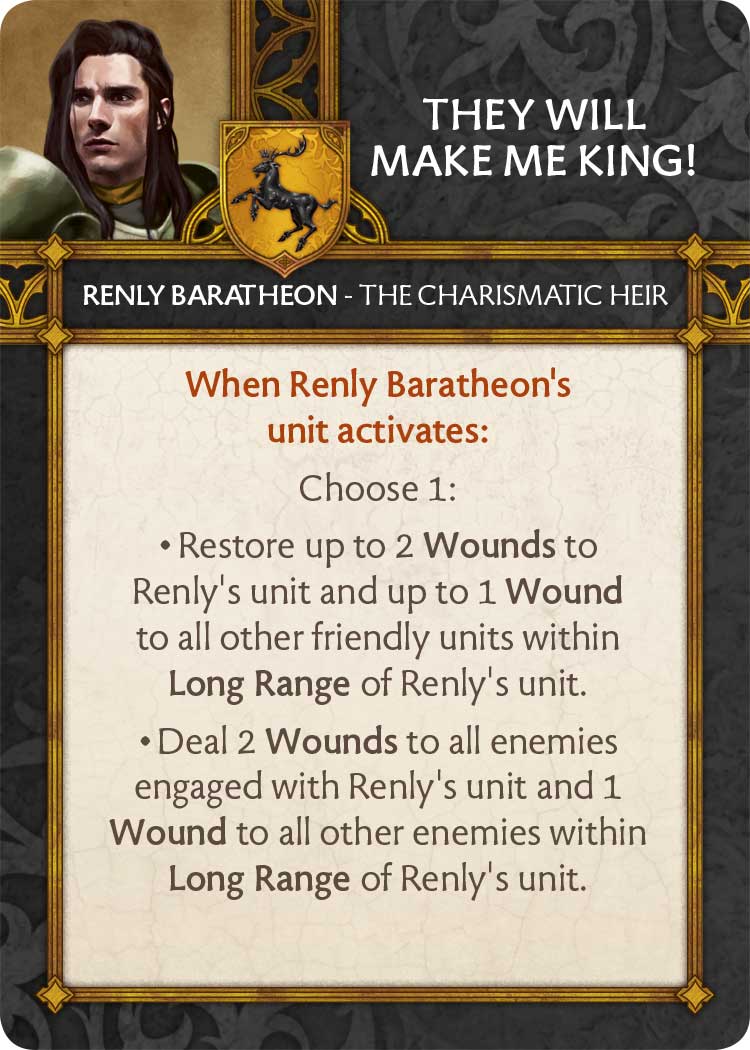 THEY WILL
MAKE ME KING!
RENLY BARATHEON - THE CHARISMATIC HEIR
When Renly Baratheon's
unit activates:
Choose 1:
• Restore up to 2 Wounds to
Renly's unit and up to 1 Wound
to all other friendly units within
Long Range of Renly's unit.
• Deal 2 Wounds to all enemies
engaged with Renly's unit and 1
Wound to all other enemies within
Long Range of Renly's unit.